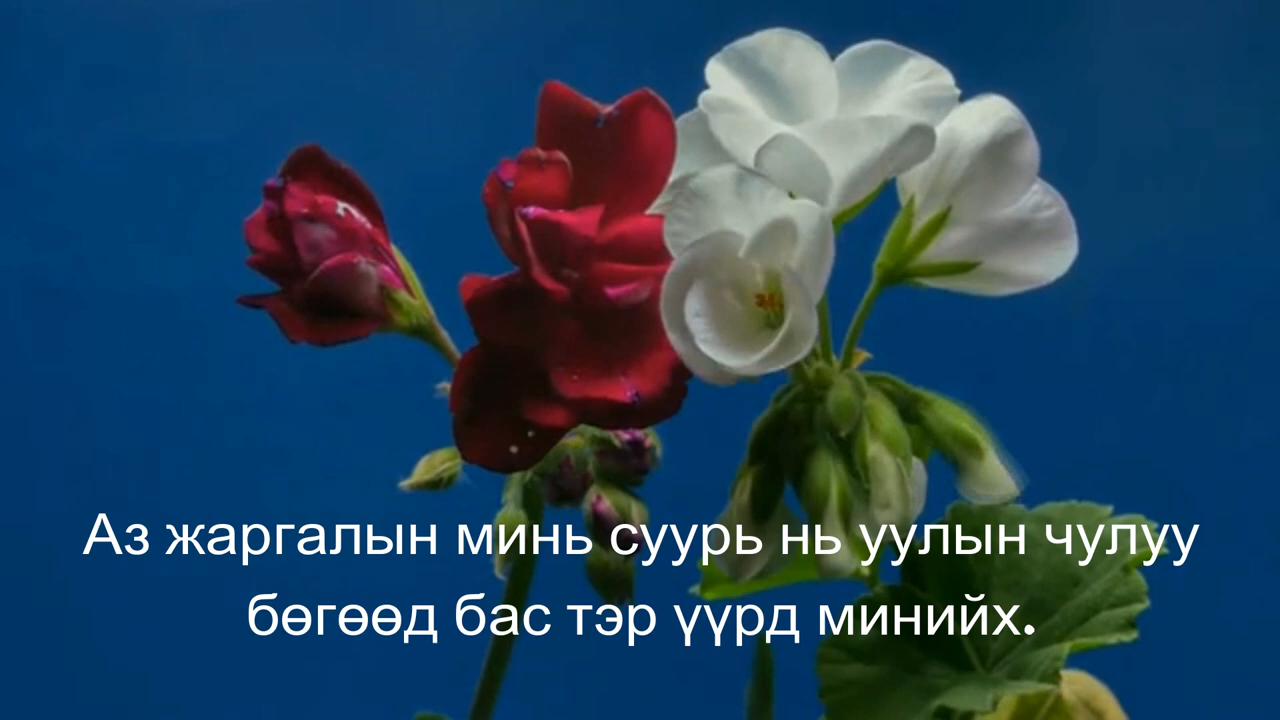 Аз жаргалын минь суурь нь уулын чулуу
бөгөөд бас тэр үүрд минийх.